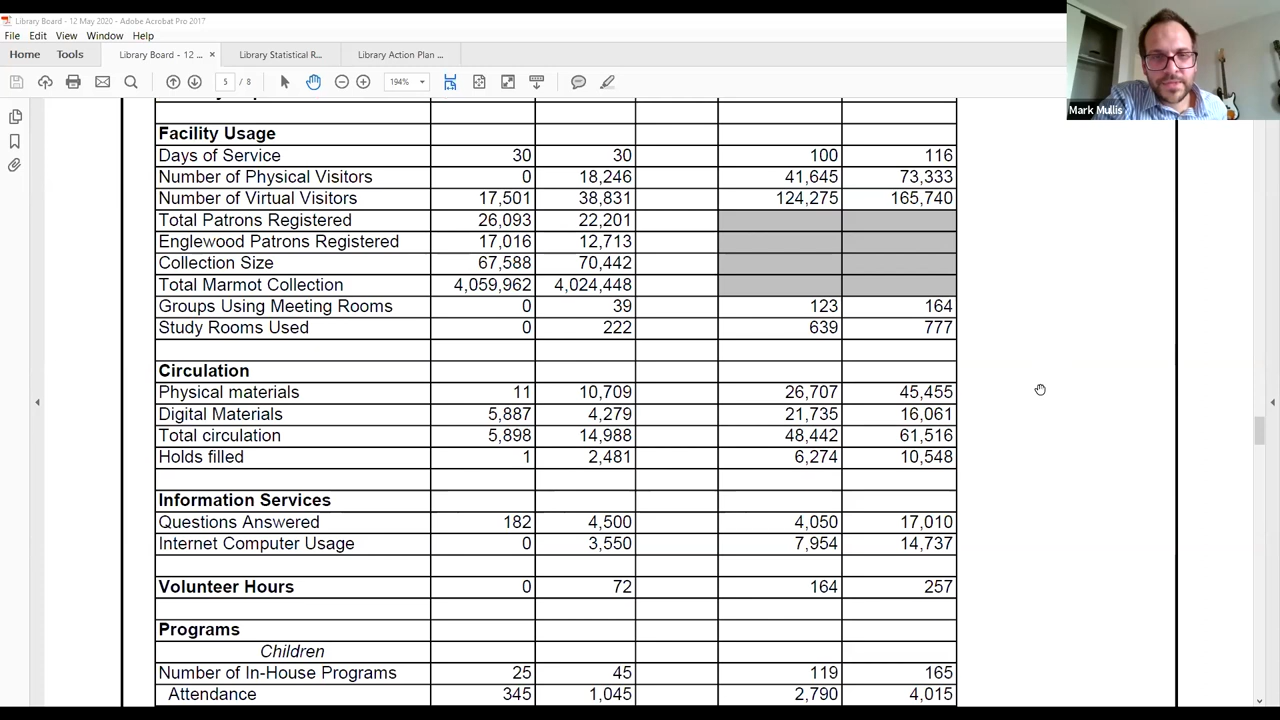 Library Board - 12 May 2020 - Adobe Acrobat Pro 2017
File Edit View Window Help
Home Tools Library Board - 12 ... × Library Statistical R... Library Action Plan ...
5 / 8 194%
Mark Mullis
Facility Usage
Days of Service 30 30 100 116
Number of Physical Visitors 0 18,246 41,645 73,333
Number of Virtual Visitors 17,501 38,831 124,275 165,740
Total Patrons Registered 26,093 22,201
Englewood Patrons Registered 17,016 12,713
Collection Size 67,588 70,442
Total Marmot Collection 4,059,962 4,024,448
Groups Using Meeting Rooms 0 39 123 164
Study Rooms Used 0 222 639 777
Circulation
Physical materials 11 10,709 26,707 45,455
Digital Materials 5,887 4,279 21,735 16,061
Total circulation 5,898 14,988 48,442 61,516
Holds filled 1 2,481 6,274 10,548
Information Services
Questions Answered 182 4,500 4,050 17,010
Internet Computer Usage 0 3,550 7,954 14,737
Volunteer Hours 0 72 164 257
Programs
Children
Number of In-House Programs 25 45 119 165
Attendance 345 1,045 2,790 4,015